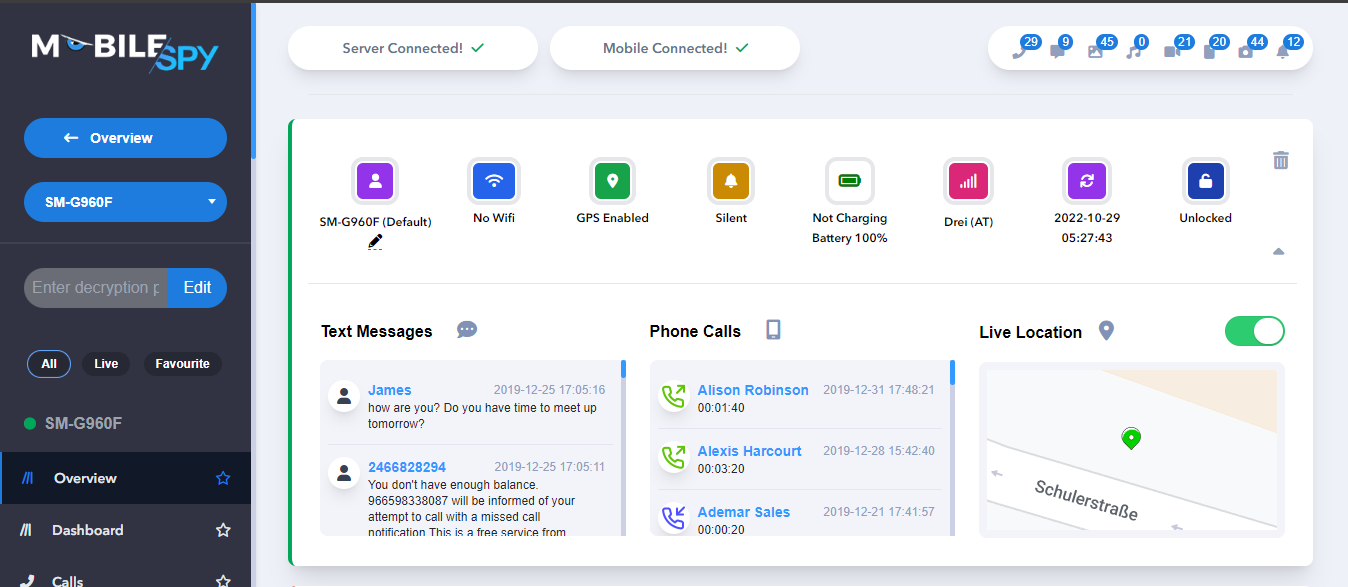 MOBILE SPY
Server Connected!
Mobile Connected!
29 9 45 0 21 20 44 12
Overview
SM-G960F
Enter decryption p
Edit
All Live Favourite
SM-G960F
Overview
Dashboard
Calls
SM-G960F (Default)
No Wifi
GPS Enabled
Silent
Not Charging
Battery 100%
Drei (AT)
2022-10-29
05:27:43
Unlocked
Text Messages
James 2019-12-25 17:05:16
how are you? Do you have time to meet up
tomorrow?
2466828294 2019-12-25 17:05:11
You don't have enough balance.
966598338087 will be informed of your
attempt to call with a missed call
notification This is a free service from
Phone Calls
Alison Robinson 2019-12-31 17:48:21
00:01:40
Alexis Harcourt 2019-12-28 15:42:40
00:03:20
Ademar Sales 2019-12-21 17:41:57
00:00:20
Live Location
Schulerstraße